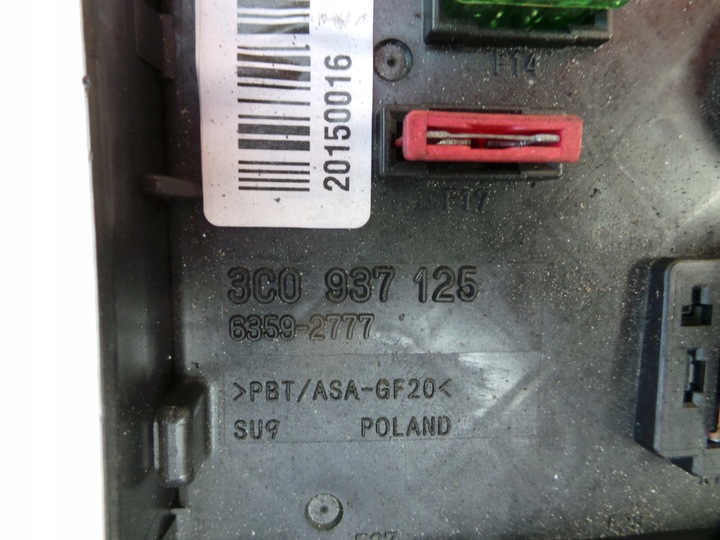 20150016
F14
F17
3C0 937 125
6359-2777
>PBT/ASA-GF20<
SU9 POLAND